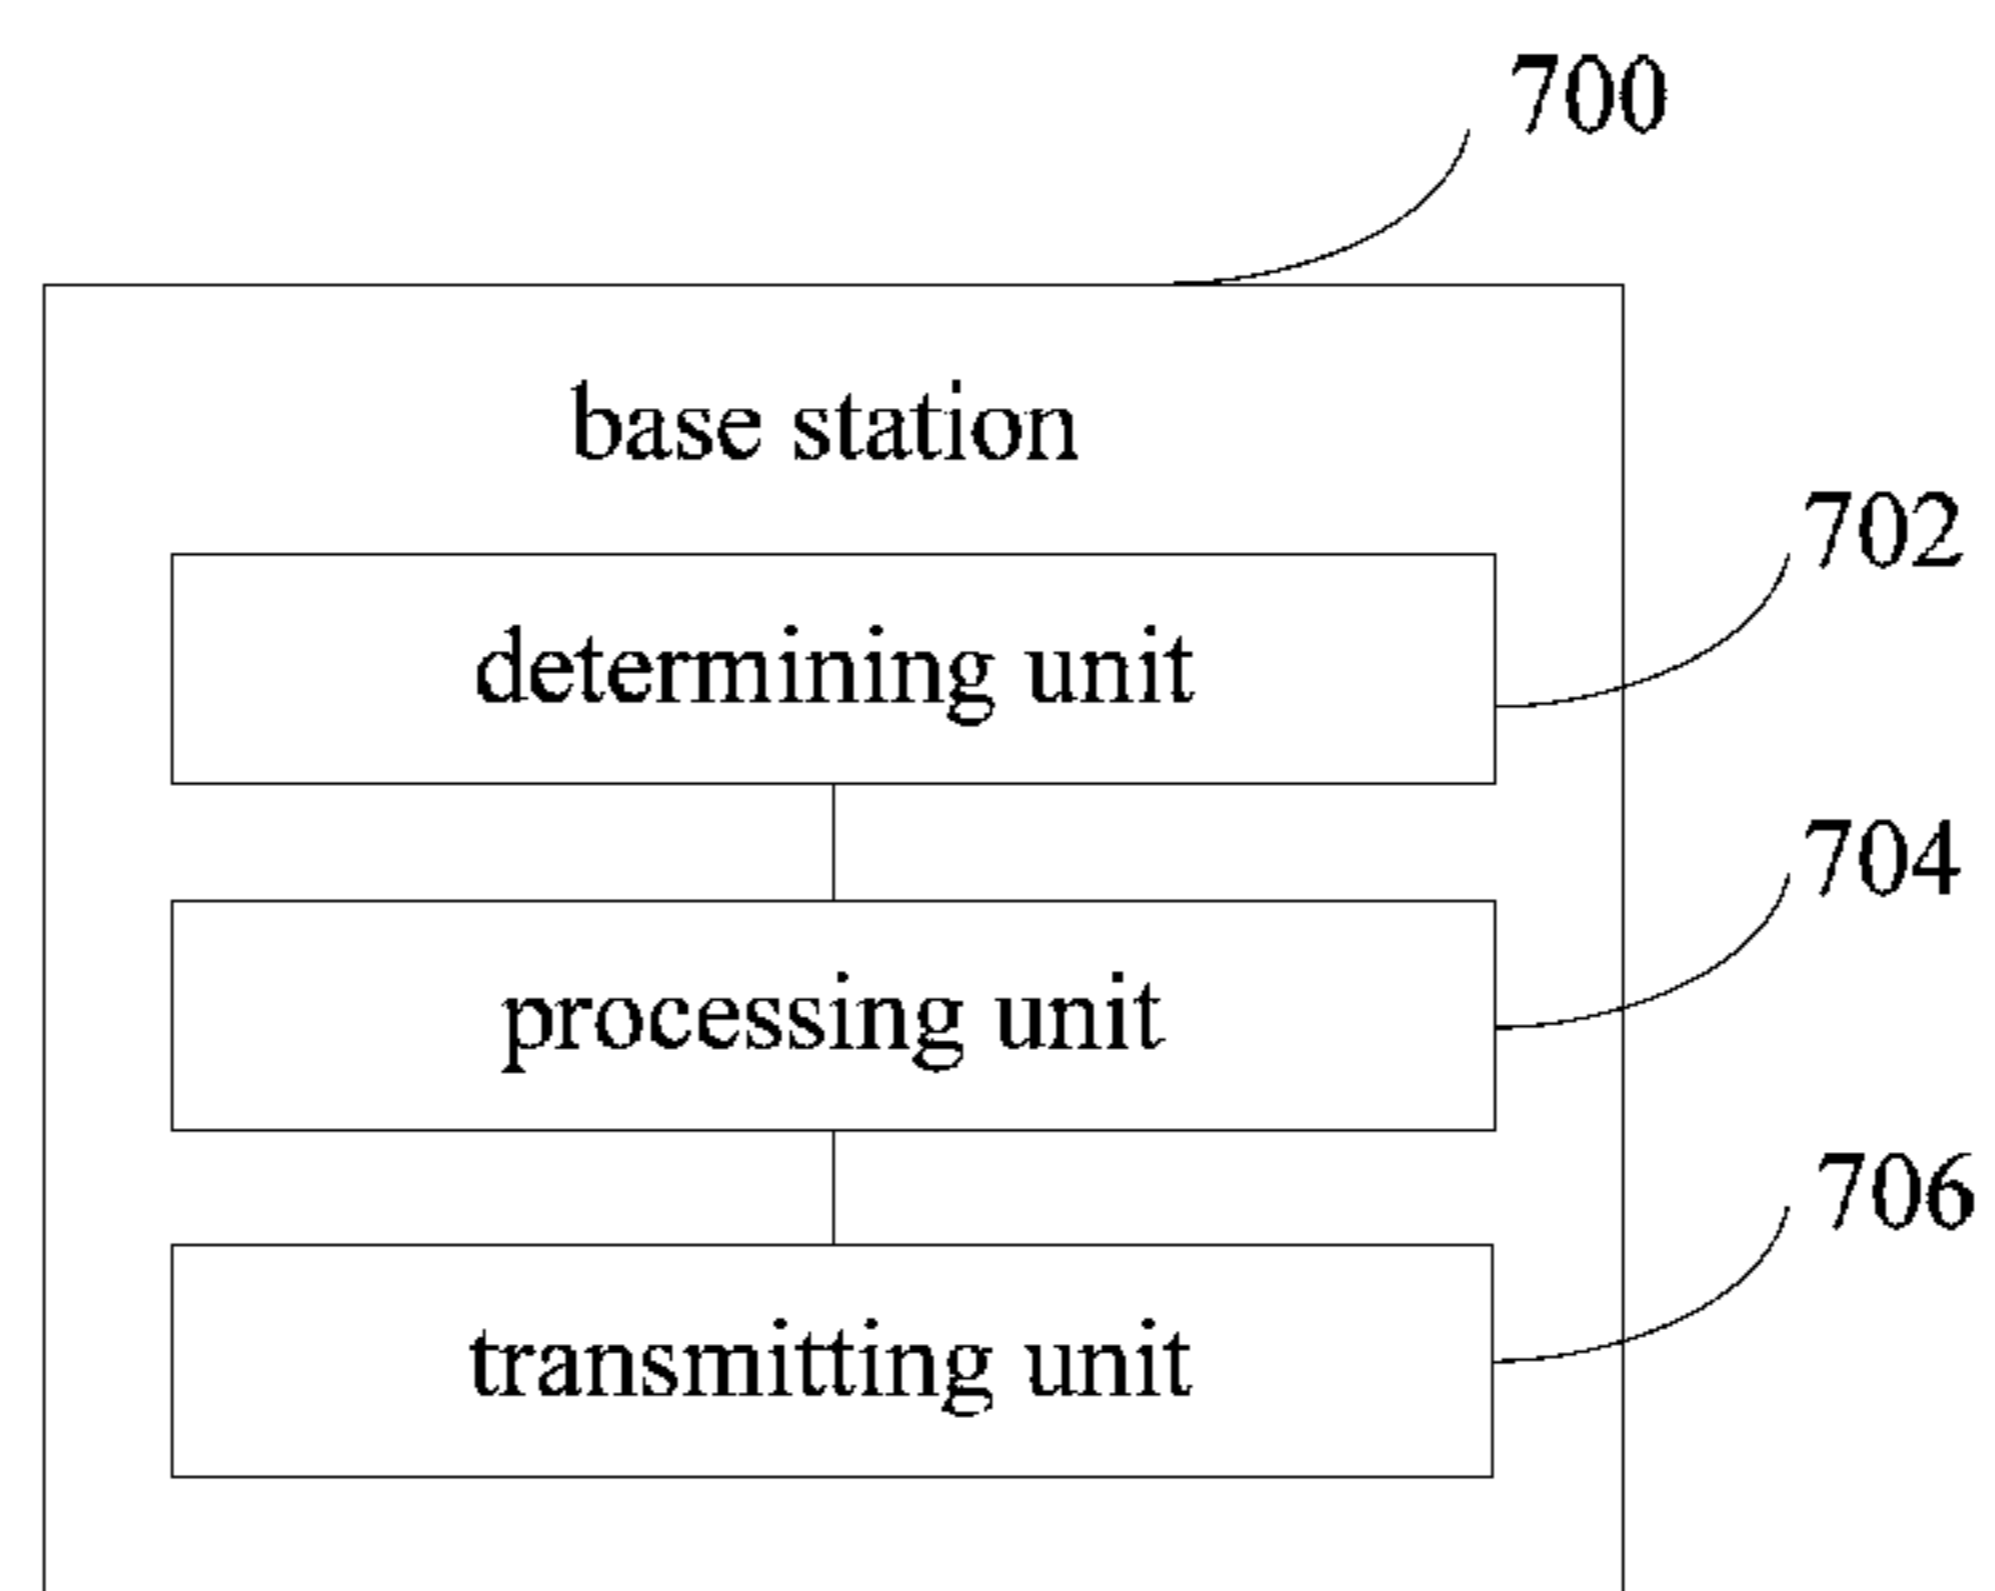 700
base station
702
determining unit
704
processing unit
706
transmitting unit